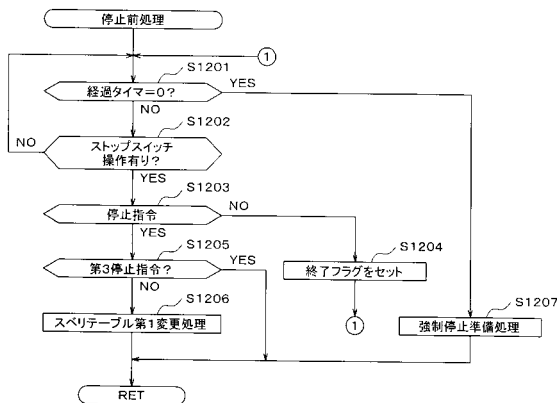 停止前処理
1
S1201
経過タイマ＝0？
YES
NO
S1202
NO
ストップスイッチ
操作有り？
YES
S1203
停止指令
NO
YES
S1204
終了フラグをセット
1
S1205
第3停止指令？
YES
NO
S1206
スベリテーブル第1変更処理
S1207
強制停止準備処理
RET